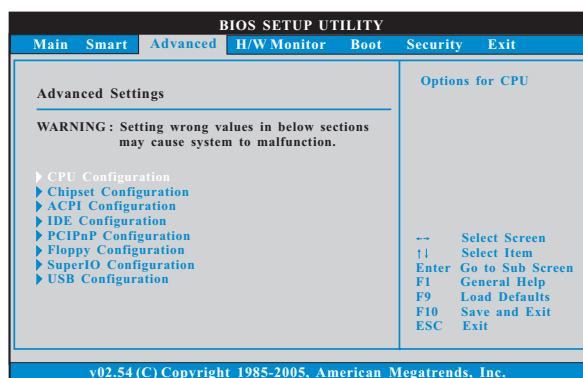 BIOS SETUP UTILITY
Main Smart Advanced H/W Monitor Boot Security Exit
Advanced Settings
WARNING : Setting wrong values in below sections
may cause system to malfunction.
CPU Configuration
Chipset Configuration
ACPI Configuration
IDE Configuration
PCIPnP Configuration
Floppy Configuration
SuperIO Configuration
USB Configuration
Options for CPU
←→ Select Screen
↑↓ Select Item
Enter Go to Sub Screen
F1 General Help
F9 Load Defaults
F10 Save and Exit
ESC Exit
v02.54 (C) Copyright 1985-2005, American Megatrends, Inc.